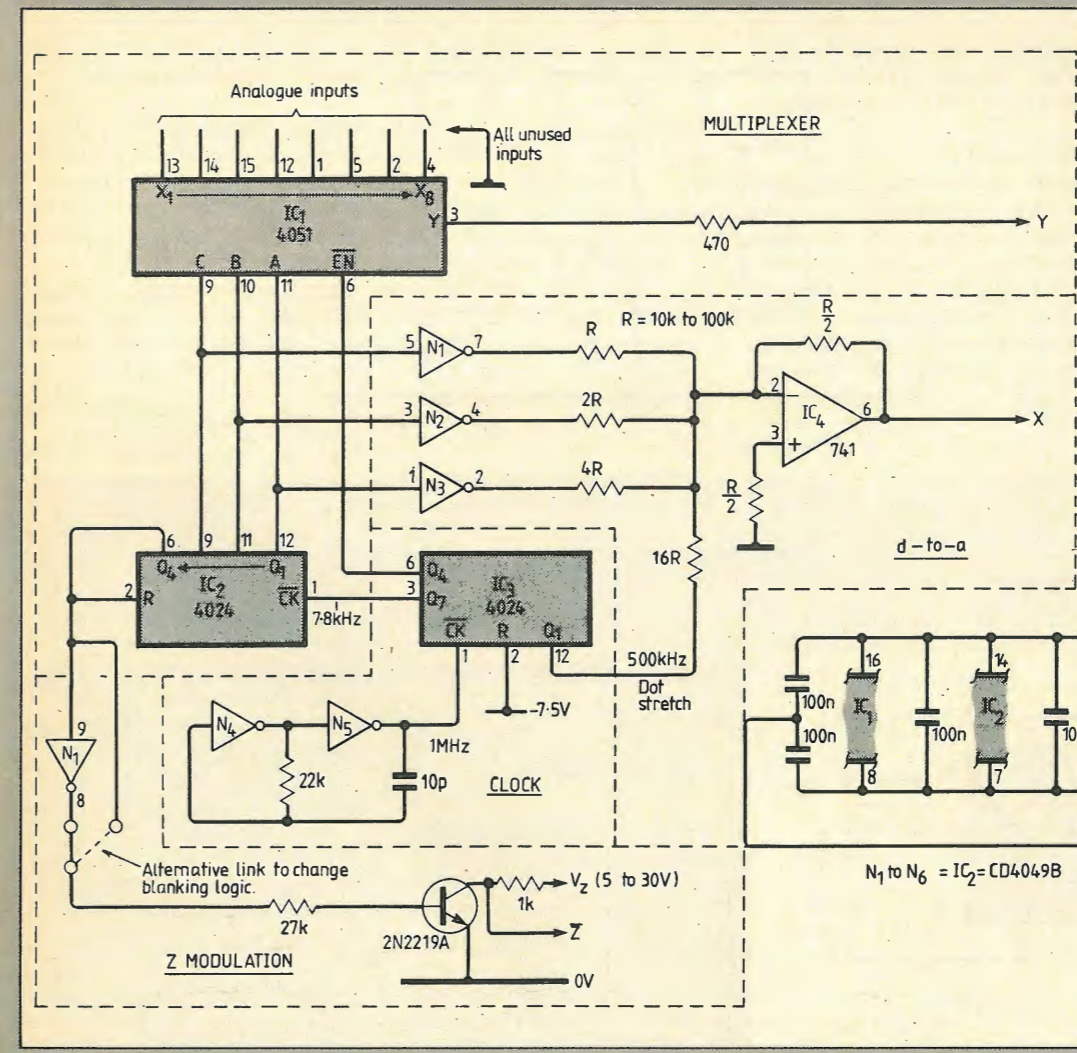 Analogue inputs
All unused
inputs
MULTIPLEXER
13 14 15 12 1 5 2 4
X1 X8
IC1
4051
Y 3
470
Y
C B A EN
9 10 11 6
R = 10k to 100k
R
R/2
5 N1 7
2R
3 N2 4
2
IC4
6
X
3
741
4R
1 N3 2
R/2
16R
d-to-a
6 9 11 12
Q4 Q1
IC2
4024
2 R
CK 1
7·8kHz
6 Q4
3 Q7
IC3
4024
CK R Q1
1 2 12
500kHz
Dot
stretch
-7·5V
N4 N5
1MHz
22k
10p
CLOCK
9
N1
8
Alternative link to change
blanking logic.
27k
2N2219A
VZ (5 to 30V)
1k
Z
0V
Z MODULATION
16 14
100n
IC1
IC2
100n
100n
10
8 7
N1 to N6 = IC2= CD4049B